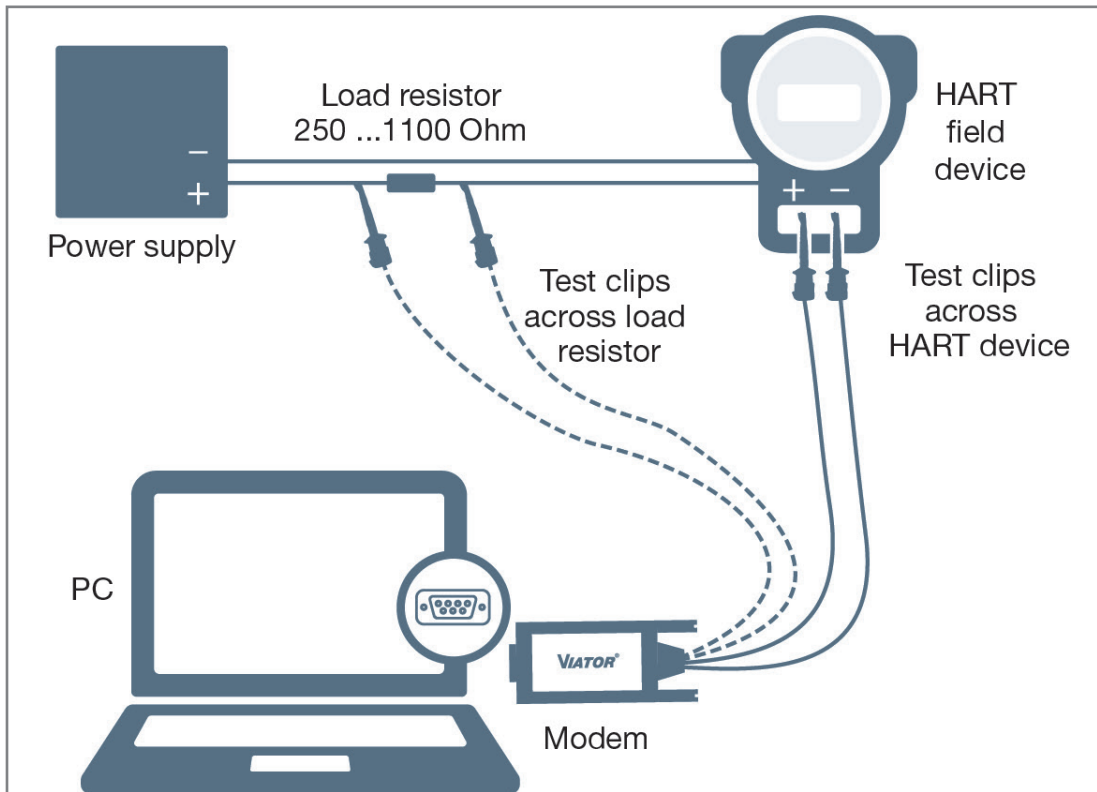 Load resistor
250 ...1100 Ohm
HART
field
device
−
+
+ −
Power supply
Test clips
across load
resistor
Test clips
across
HART device
PC
VIATOR®
Modem